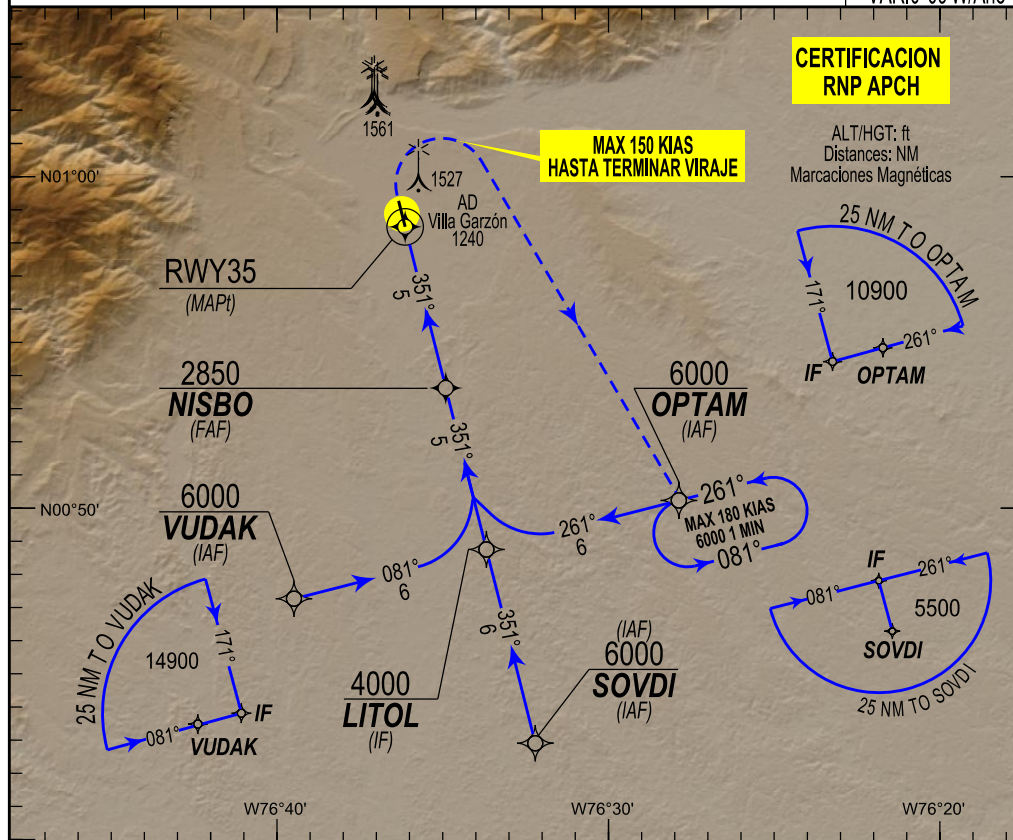 CERTIFICACION
RNP APCH
ALT/HGT: ft
Distances: NM
Marcaciones Magnéticas
1561
MAX 150 KIAS
HASTA TERMINAR VIRAJE
N01°00'
1527
AD
Villa Garzón
1240
25 NM TO OPTAM
10900
171°
261°
IF
OPTAM
RWY35
(MAPt)
351°
5
2850
NISBO
(FAF)
6000
OPTAM
(IAF)
351°
5
6000
VUDAK
(IAF)
N00°50'
261°
MAX 180 KIAS
6000 1 MIN
081°
261°
6
081°
6
IF
081°
261°
5500
SOVDI
25 NM TO SOVDI
25 NM TO VUDAK
171°
14900
IF
081°
VUDAK
351°
6
(IAF)
6000
SOVDI
(IAF)
4000
LITOL
(IF)
W76°40'
W76°30'
W76°20'